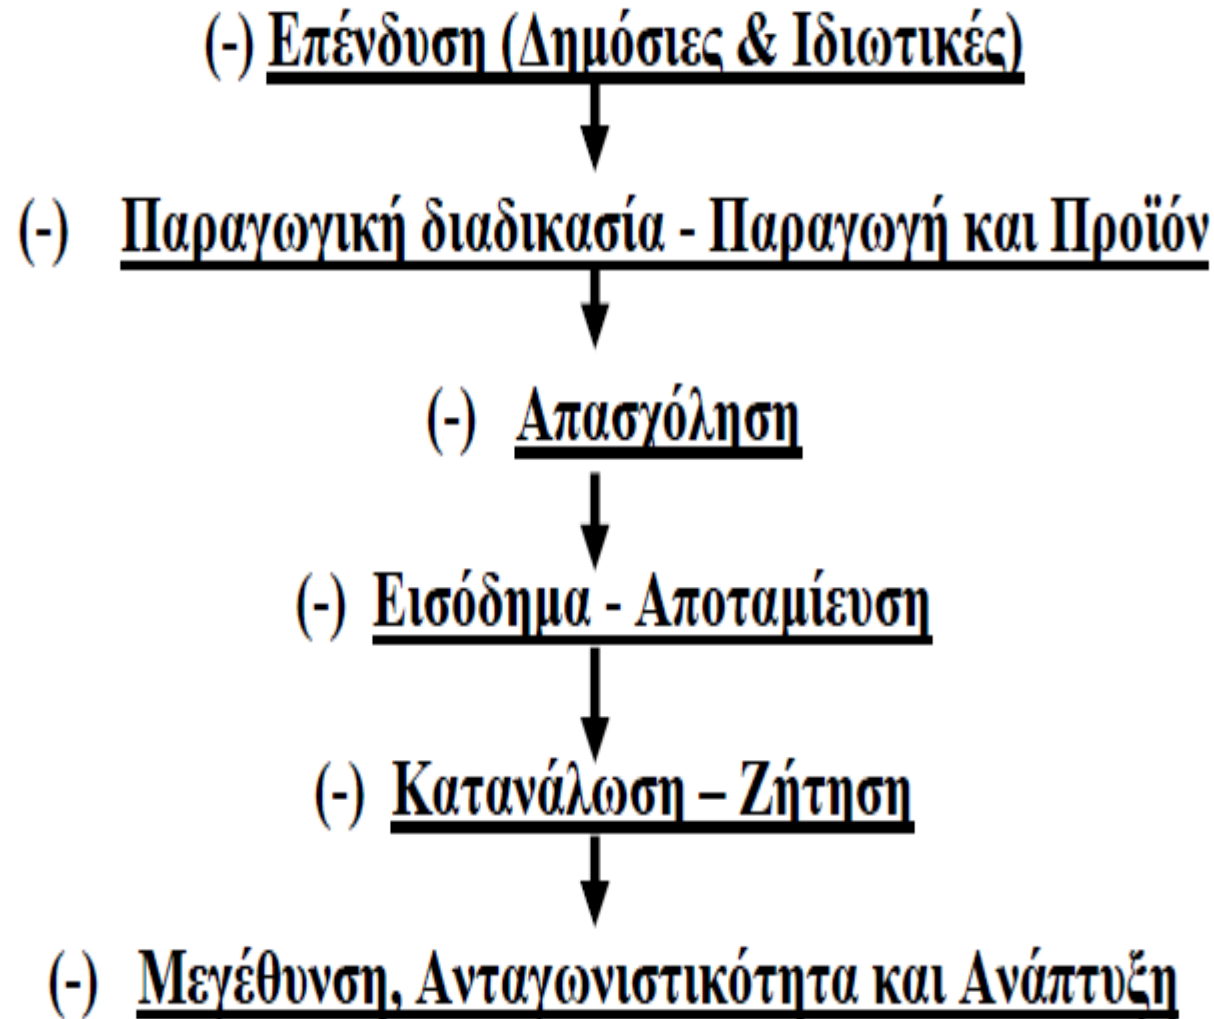 (-) Επένδυση (Δημόσιες & Ιδιωτικές)
(-) Παραγωγική διαδικασία - Παραγωγή και Προϊόν
(-) Απασχόληση
(-) Εισόδημα - Αποταμίευση
(-) Κατανάλωση – Ζήτηση
(-) Μεγέθυνση, Ανταγωνιστικότητα και Ανάπτυξη